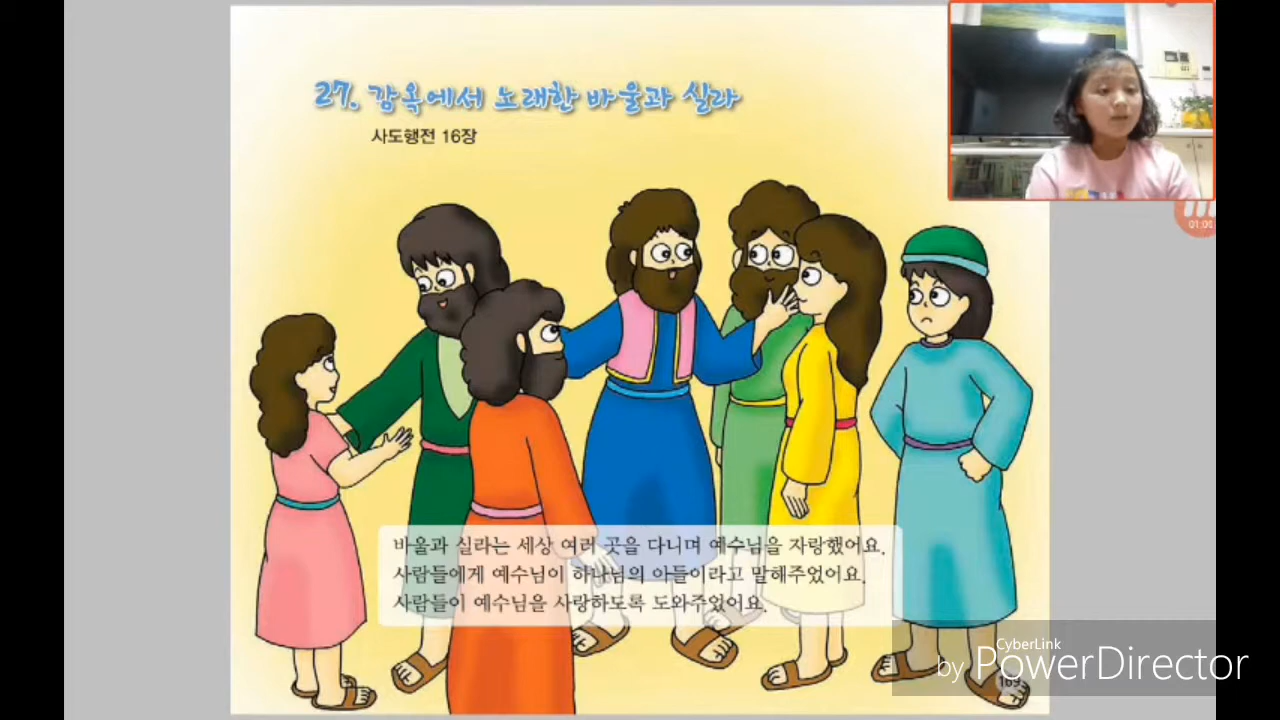 27. 감옥에서 노래한 바울과 실라
사도행전 16장
바울과 실라는 세상 여러 곳을 다니며 예수님을 자랑했어요.
사람들에게 예수님이 하나님의 아들이라고 말해주었어요.
사람들이 예수님을 사랑하도록 도와주었어요.
CyberLink
by PowerDirector
169